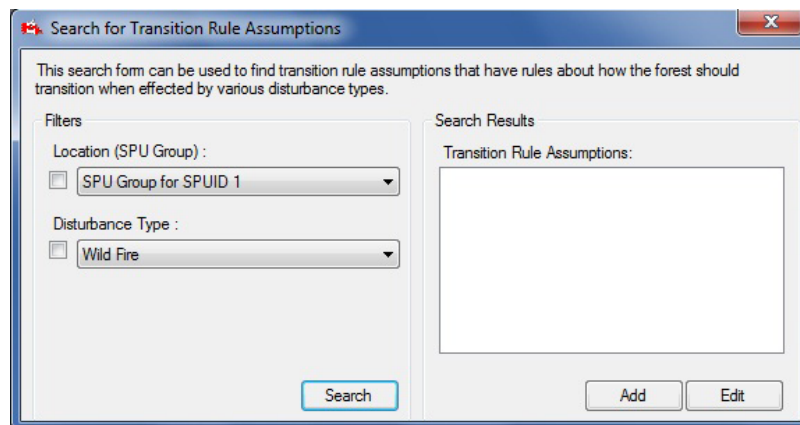 Search for Transition Rule Assumptions
This search form can be used to find transition rule assumptions that have rules about how the forest should
transition when effected by various disturbance types.
Filters
Location (SPU Group) :
SPU Group for SPUID 1
Disturbance Type :
Wild Fire
Search
Search Results
Transition Rule Assumptions:
Add
Edit